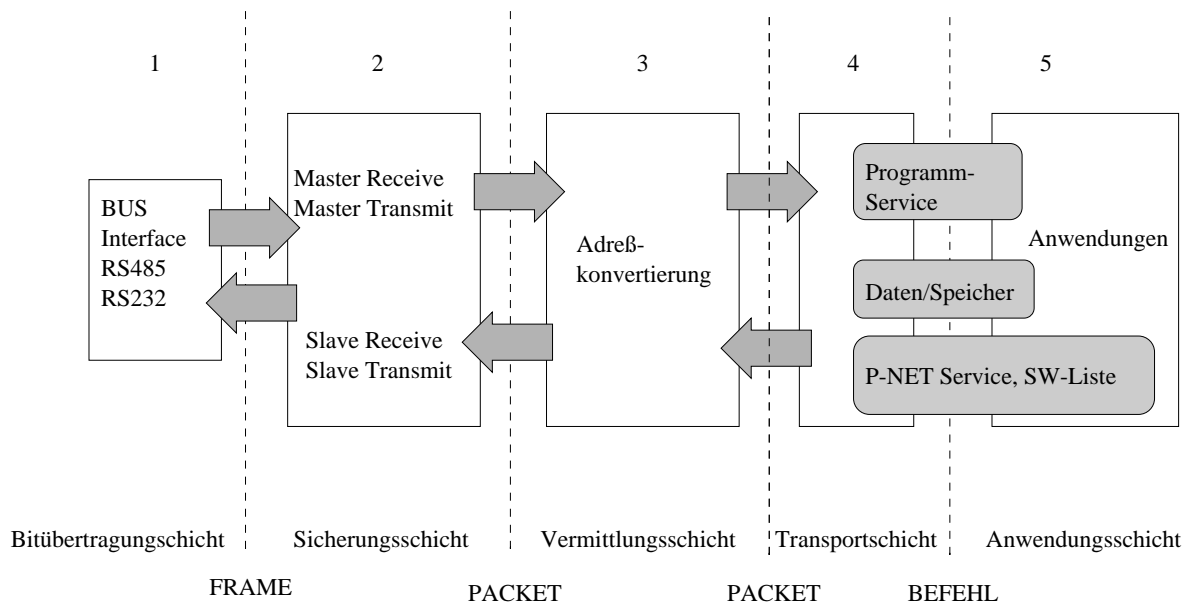 1
2
3
4
5
BUS
Interface
RS485
RS232
Master Receive
Master Transmit
Slave Receive
Slave Transmit
Adreß-
konvertierung
Programm-
Service
Daten/Speicher
P-NET Service, SW-Liste
Anwendungen
Bitübertragungschicht
Sicherungsschicht
Vermittlungsschicht
Transportschicht
Anwendungsschicht
FRAME
PACKET
PACKET
BEFEHL